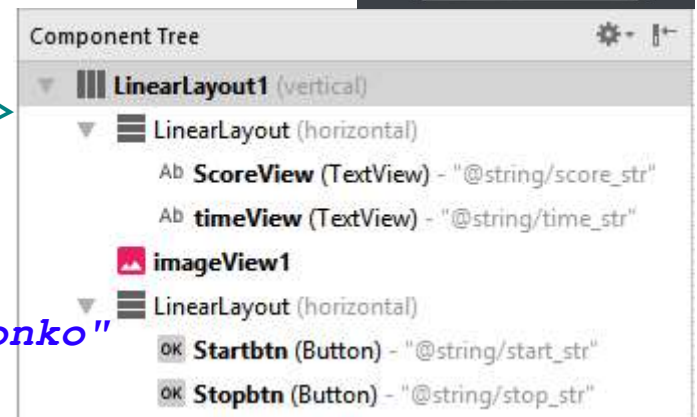 Component Tree
LinearLayout1 (vertical)
>
LinearLayout (horizontal)
Ab ScoreView (TextView) - "@string/score_str"
Ab timeView (TextView) - "@string/time_str"
imageView1
LinearLayout (horizontal)
onko"
OK Startbtn (Button) - "@string/start_str"
OK Stopbtn (Button) - "@string/stop_str"